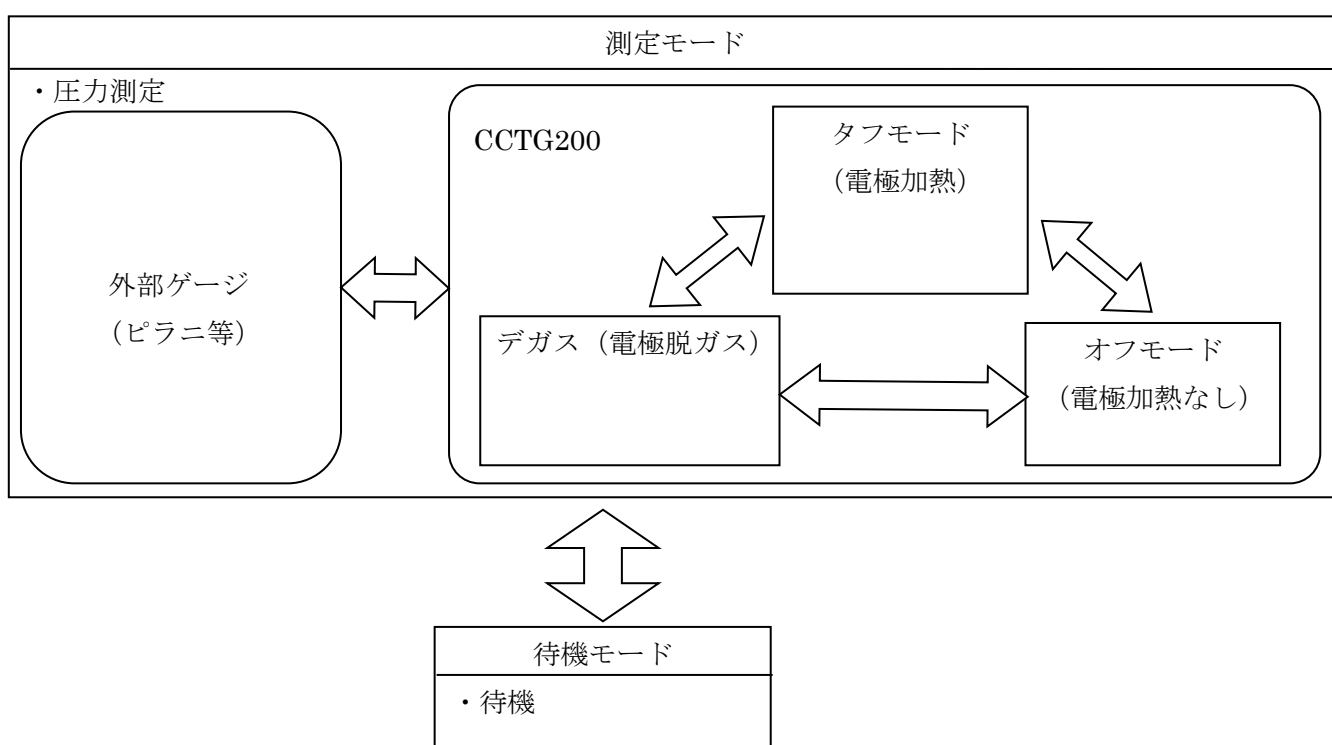 測定モード
・圧力測定
CCTG200
タフモード
（電極加熱）
外部ゲージ
（ピラニ等）
デガス（電極脱ガス）
オフモード
（電極加熱なし）
待機モード
・待機